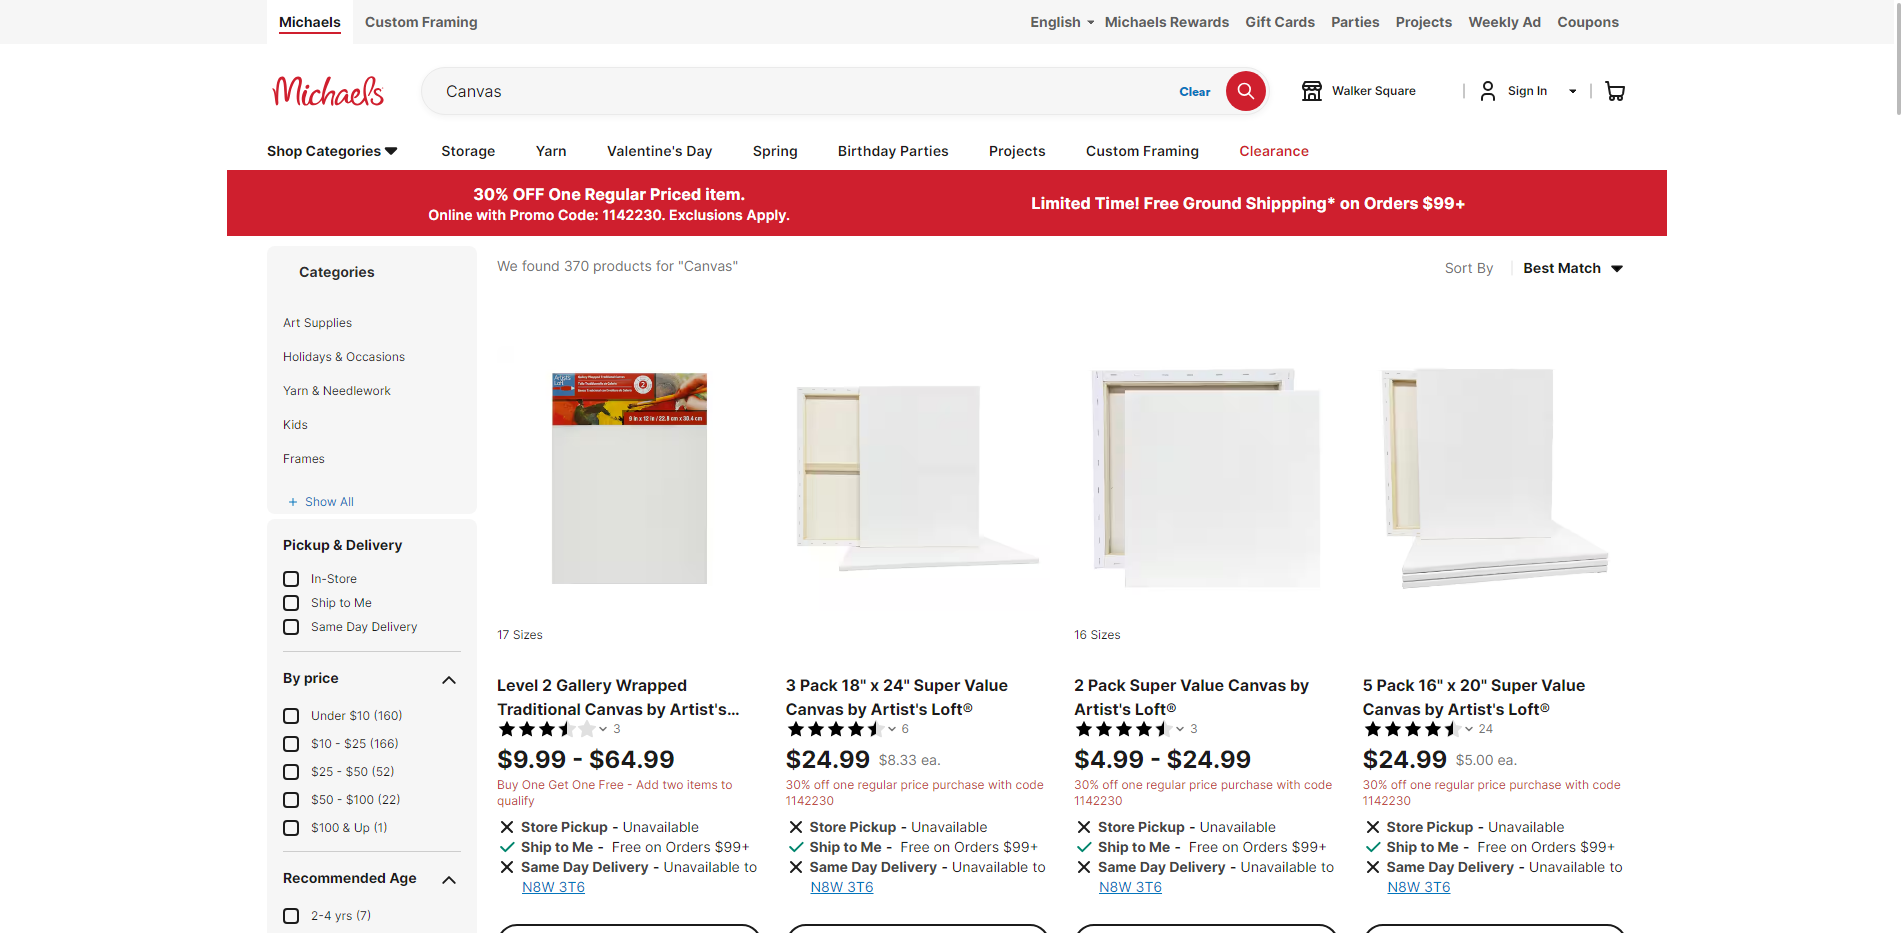 Michaels
Custom Framing
English
Michaels Rewards
Gift Cards
Parties
Projects
Weekly Ad
Coupons
Michaels
Canvas
Clear
Walker Square
Sign In
Shop Categories
Storage
Yarn
Valentine's Day
Spring
Birthday Parties
Projects
Custom Framing
Clearance
30% OFF One Regular Priced item.
Online with Promo Code: 1142230. Exclusions Apply.
Limited Time! Free Ground Shippping* on Orders $99+
Categories
Art Supplies
Holidays & Occasions
Yarn & Needlework
Kids
Frames
+ Show All
Pickup & Delivery
In-Store
Ship to Me
Same Day Delivery
By price
Under $10 (160)
$10 - $25 (166)
$25 - $50 (52)
$50 - $100 (22)
$100 & Up (1)
Recommended Age
2-4 yrs (7)
We found 370 products for "Canvas"
Sort By
Best Match
Artist's
Loft
2
9 in x 12 in / 22.8 cm x 30.4 cm
17 Sizes
Level 2 Gallery Wrapped
Traditional Canvas by Artist's...
3
$9.99 - $64.99
Buy One Get One Free - Add two items to
qualify
Store Pickup - Unavailable
Ship to Me - Free on Orders $99+
Same Day Delivery - Unavailable to
N8W 3T6
3 Pack 18" x 24" Super Value
Canvas by Artist's Loft®
6
$24.99 $8.33 ea.
30% off one regular price purchase with code
1142230
Store Pickup - Unavailable
Ship to Me - Free on Orders $99+
Same Day Delivery - Unavailable to
N8W 3T6
16 Sizes
2 Pack Super Value Canvas by
Artist's Loft®
3
$4.99 - $24.99
30% off one regular price purchase with code
1142230
Store Pickup - Unavailable
Ship to Me - Free on Orders $99+
Same Day Delivery - Unavailable to
N8W 3T6
5 Pack 16" x 20" Super Value
Canvas by Artist's Loft®
24
$24.99 $5.00 ea.
30% off one regular price purchase with code
1142230
Store Pickup - Unavailable
Ship to Me - Free on Orders $99+
Same Day Delivery - Unavailable to
N8W 3T6